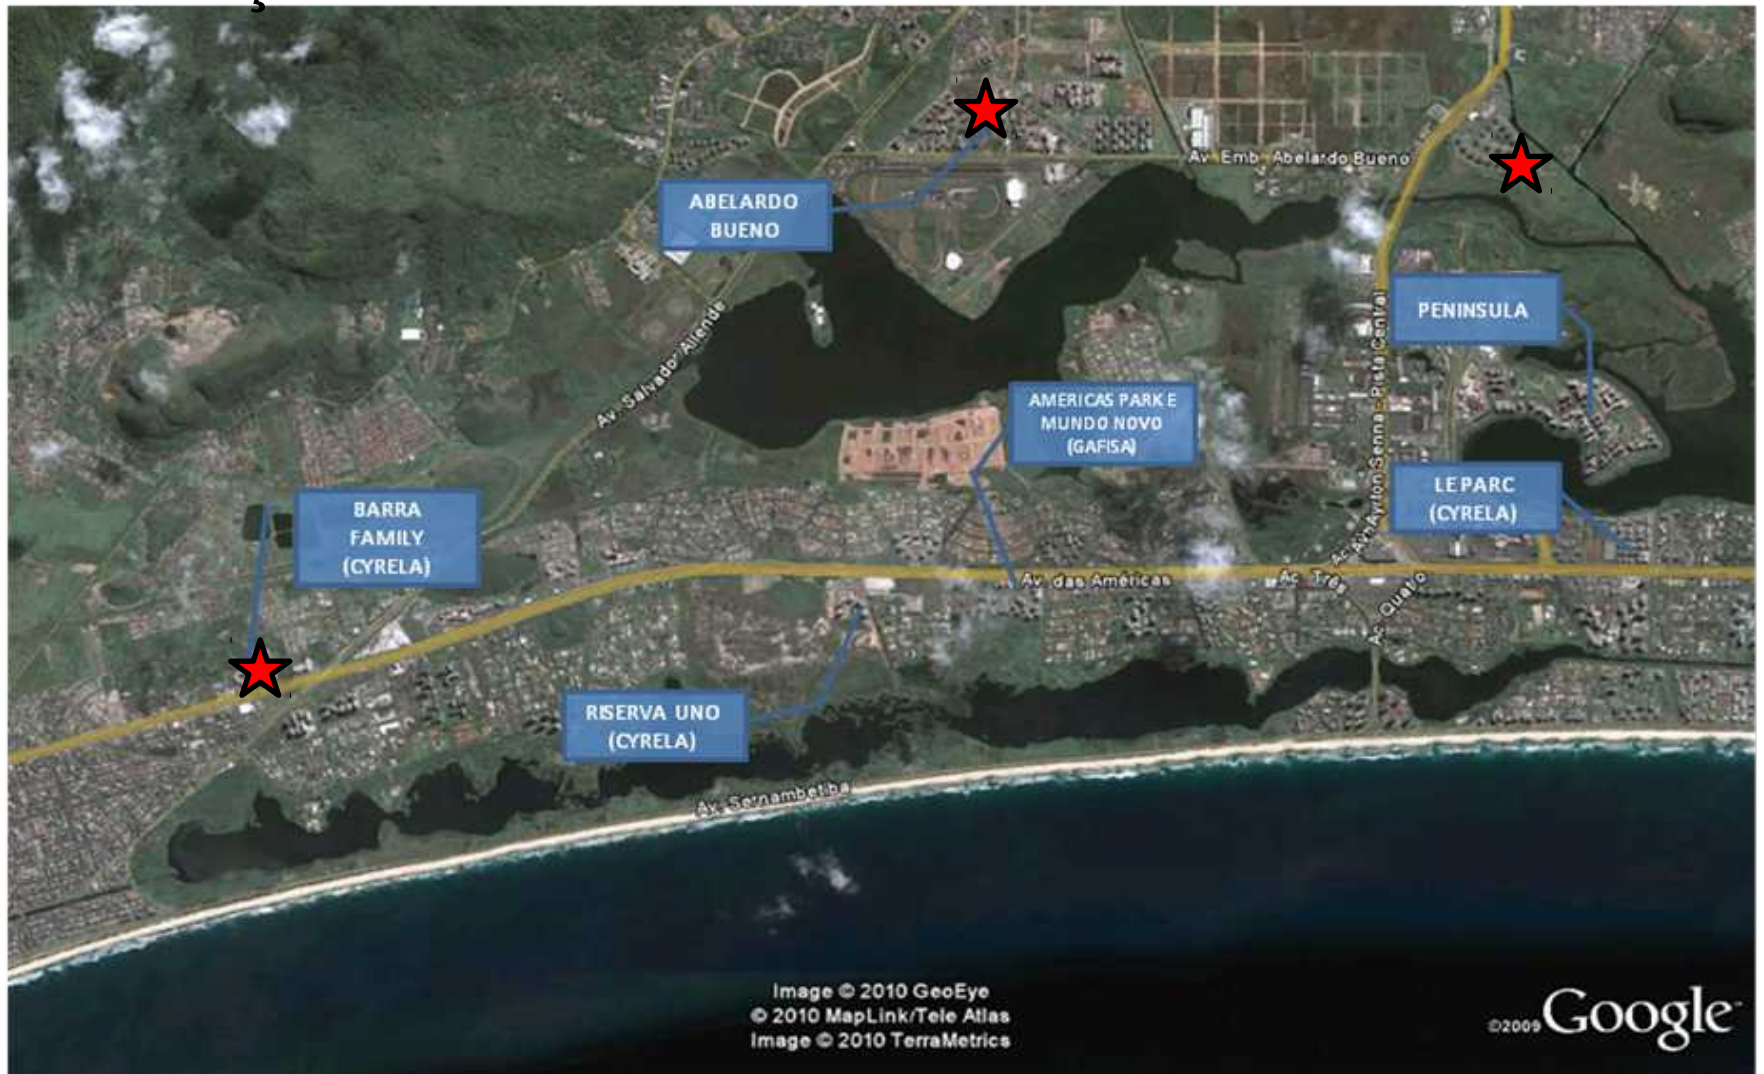 Av. Emb. Abelardo Bueno
ABELARDO
BUENO
PENINSULA
Av. Salvado Allende
Pista Central
AMERICAS PARK E
MUNDO NOVO
(GAFISA)
Av. Ayrton Senna
LE PARC
(CYRELA)
BARRA
FAMILY
(CYRELA)
Av. das Américas
Ac. Três
Ac. Quatro
RISERVA UNO
(CYRELA)
Av. Sernambetiba
Image © 2010 GeoEye
© 2010 MapLink/Tele Atlas
Image © 2010 TerraMetrics
©2009 Google